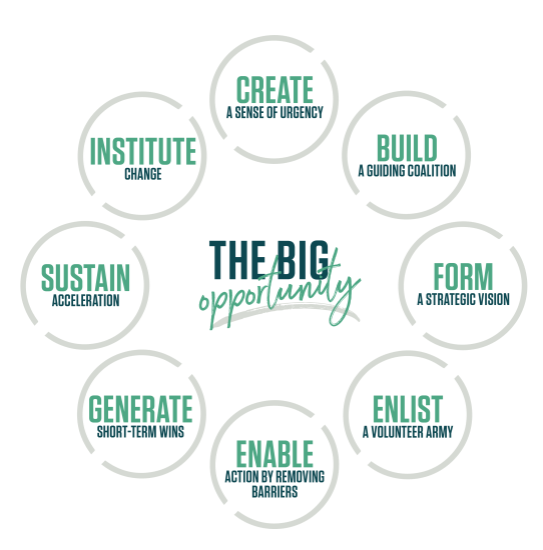 CREATE
A SENSE OF URGENCY
BUILD
A GUIDING COALITION
FORM
A STRATEGIC VISION
ENLIST
A VOLUNTEER ARMY
ENABLE
ACTION BY REMOVING
BARRIERS
GENERATE
SHORT-TERM WINS
SUSTAIN
ACCELERATION
INSTITUTE
CHANGE
THE BIG
opportunity